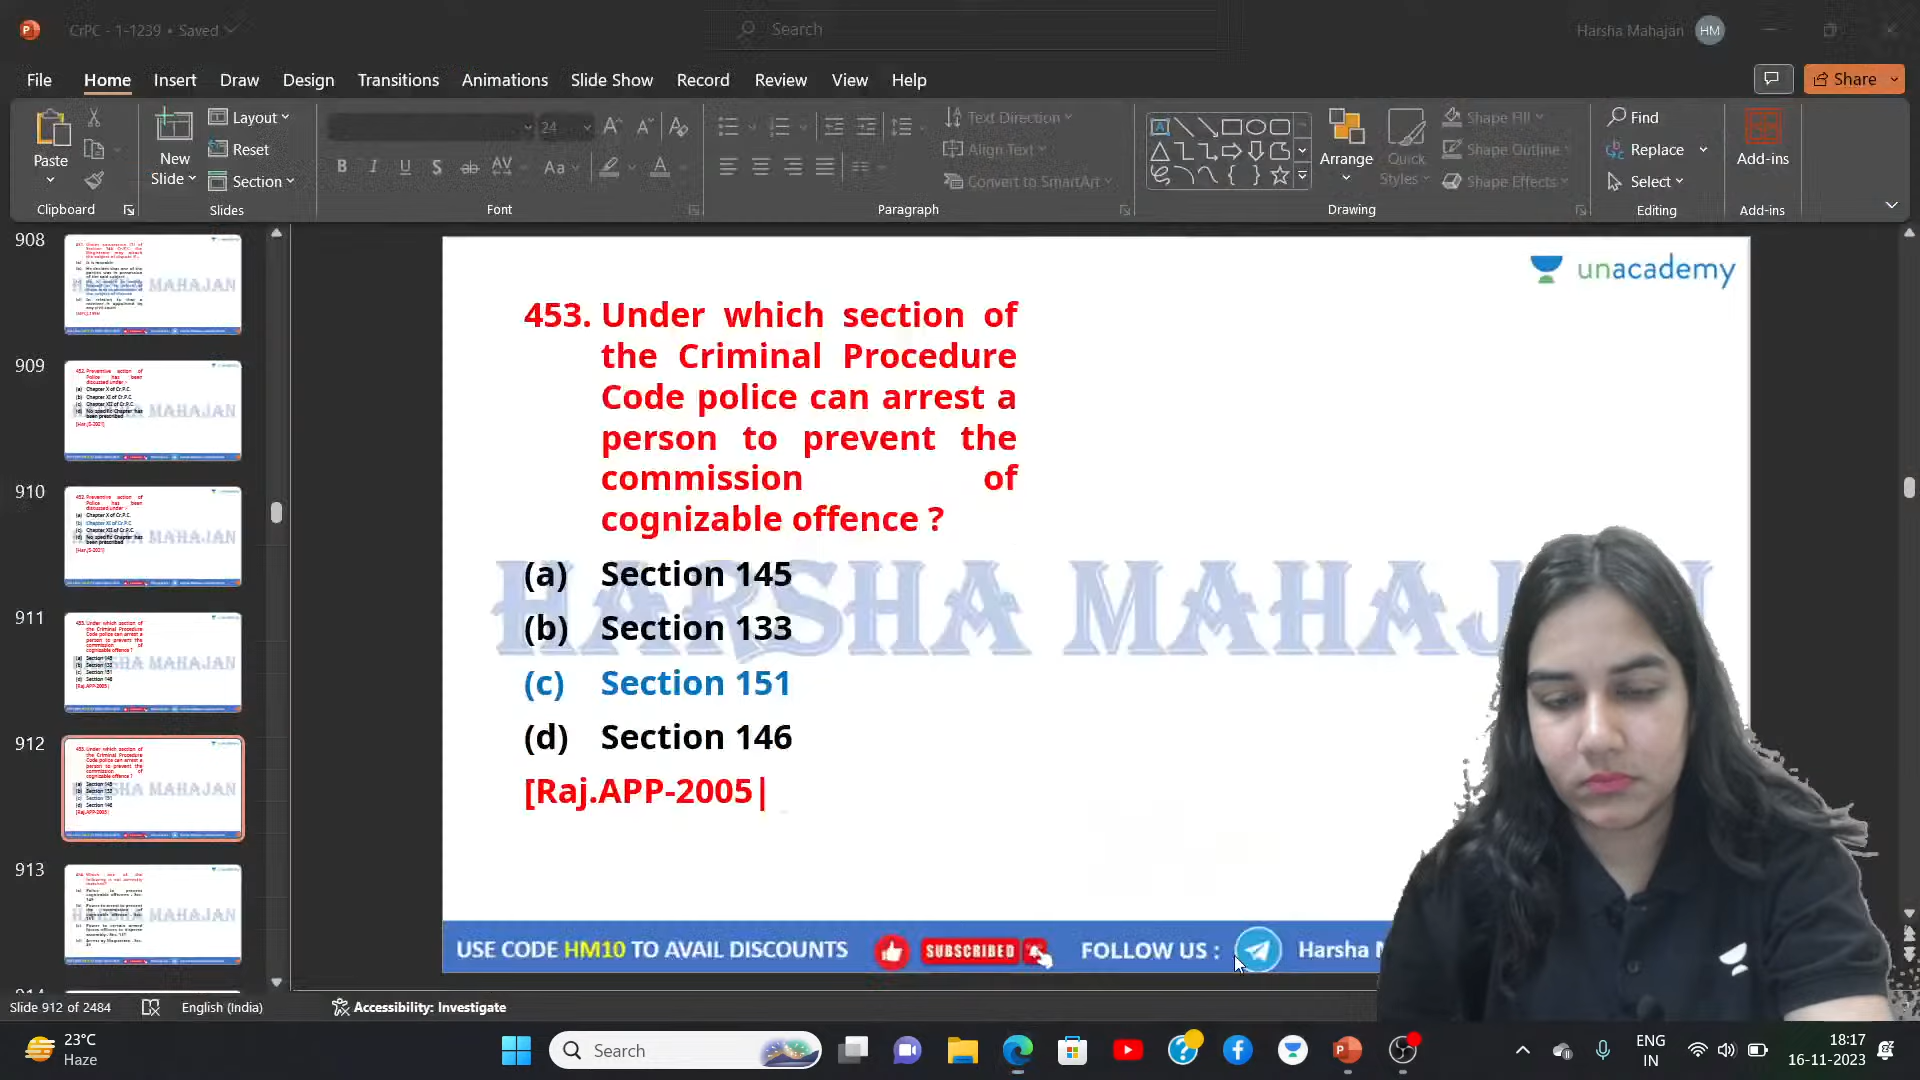 CrPC - 1-1239 • Saved
Search
Harsha Mahajan
HM
File Home Insert Draw Design Transitions Animations Slide Show Record Review View Help
Share
Paste
New Slide
Layout
Reset
Section
24
Text Direction
Align Text
Convert to SmartArt
Arrange
Quick Styles
Shape Fill
Shape Outline
Shape Effects
Find
Replace
Select
Add-ins
Clipboard
Slides
Font
Paragraph
Drawing
Editing
Add-ins
908
909
910
911
912
913
unacademy
453. Under which section of
the Criminal Procedure
Code police can arrest a
person to prevent the
commission of
cognizable offence ?
HARSHA MAHAJAN
(a) Section 145
(b) Section 133
(c) Section 151
(d) Section 146
[Raj.APP-2005|
USE CODE HM10 TO AVAIL DISCOUNTS
SUBSCRIBED
FOLLOW US :
Harsha
Slide 912 of 2484
English (India)
Accessibility: Investigate
23°C
Haze
Search
ENG
IN
18:17
16-11-2023